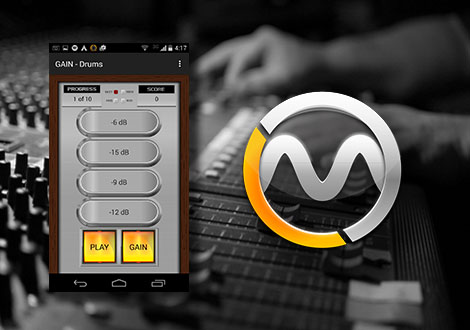 4:17
GAIN - Drums
PROGRESS
SCORE
1 of 10
0
-6 dB
-15 dB
-9 dB
-12 dB
PLAY
GAIN